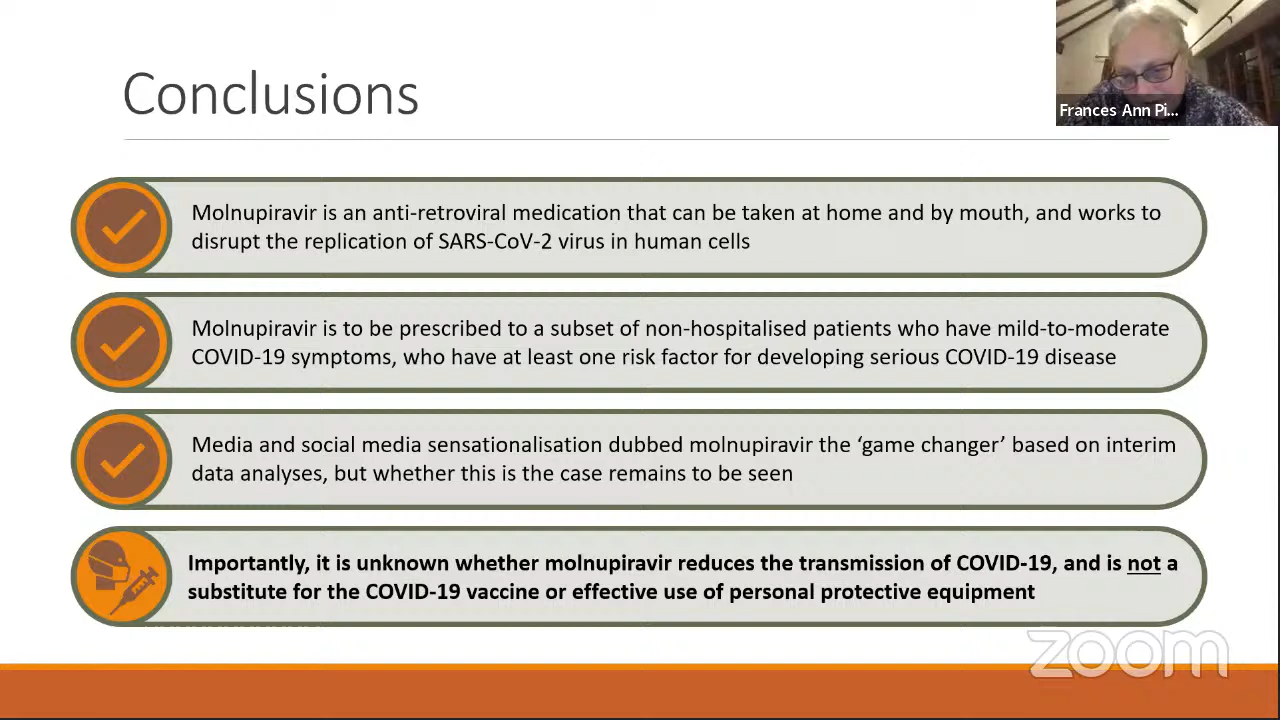 Conclusions
Frances Ann Pi...
Molnupiravir is an anti-retroviral medication that can be taken at home and by mouth, and works to
disrupt the replication of SARS-CoV-2 virus in human cells
Molnupiravir is to be prescribed to a subset of non-hospitalised patients who have mild-to-moderate
COVID-19 symptoms, who have at least one risk factor for developing serious COVID-19 disease
Media and social media sensationalisation dubbed molnupiravir the ‘game changer’ based on interim
data analyses, but whether this is the case remains to be seen
Importantly, it is unknown whether molnupiravir reduces the transmission of COVID-19, and is not a
substitute for the COVID-19 vaccine or effective use of personal protective equipment
zoom